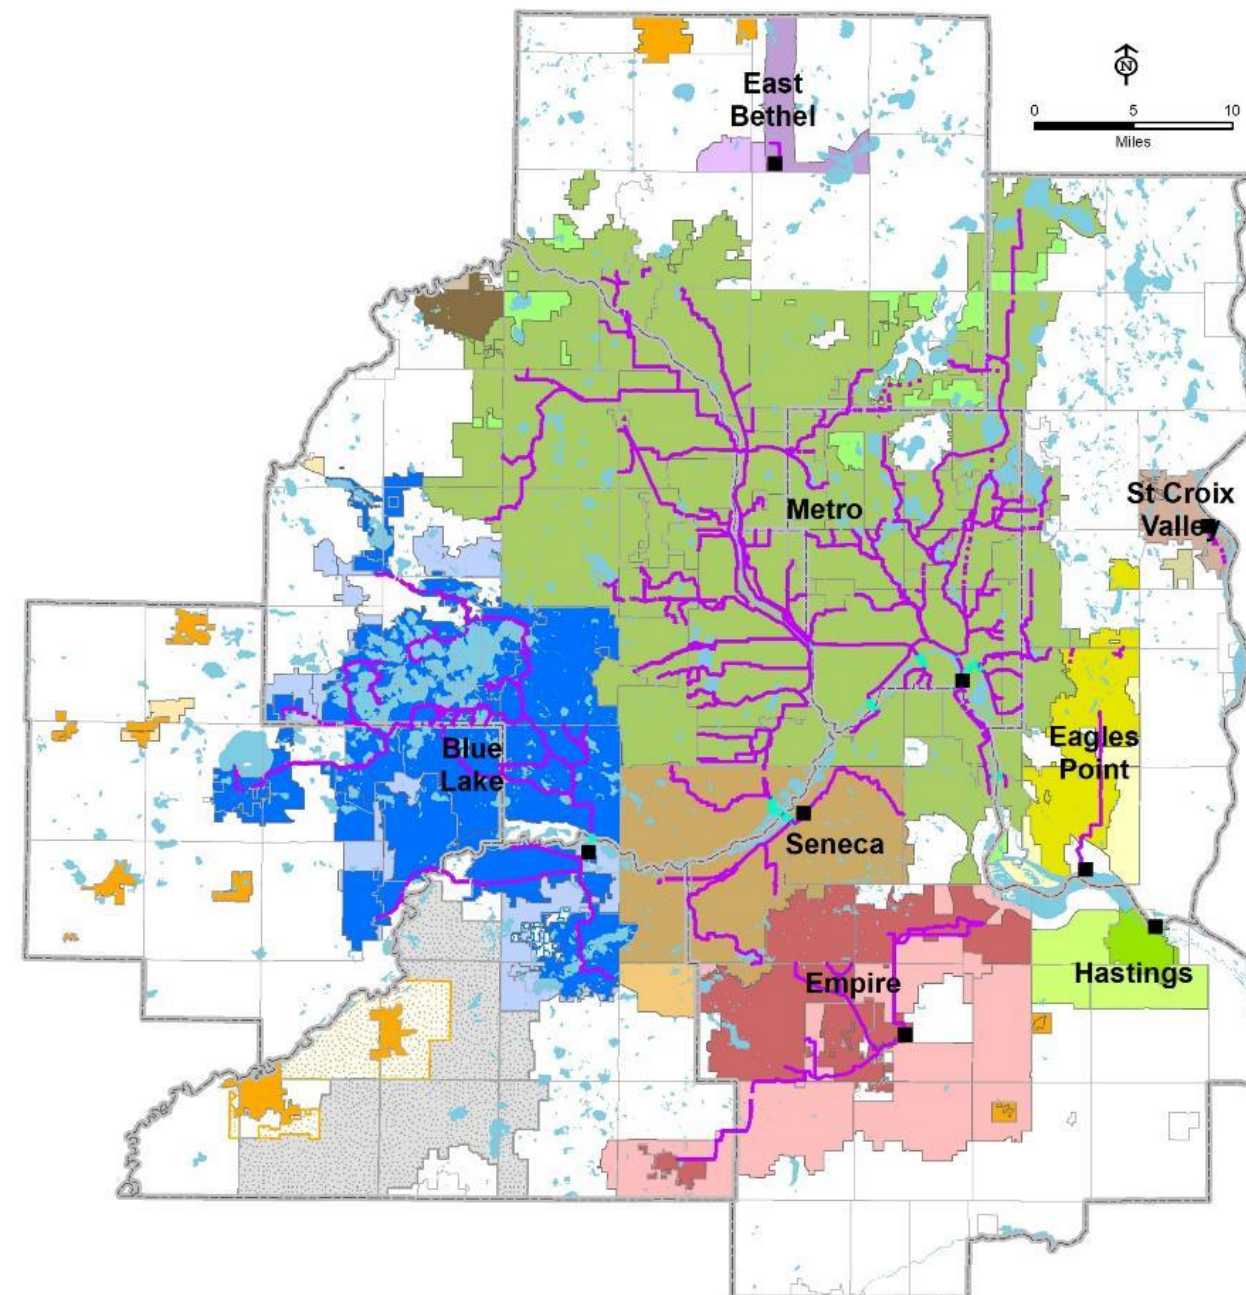 East
Bethel
N
0 5 10
Miles
Metro
St Croix
Valley
Eagles
Point
Blue
Lake
Seneca
Empire
Hastings